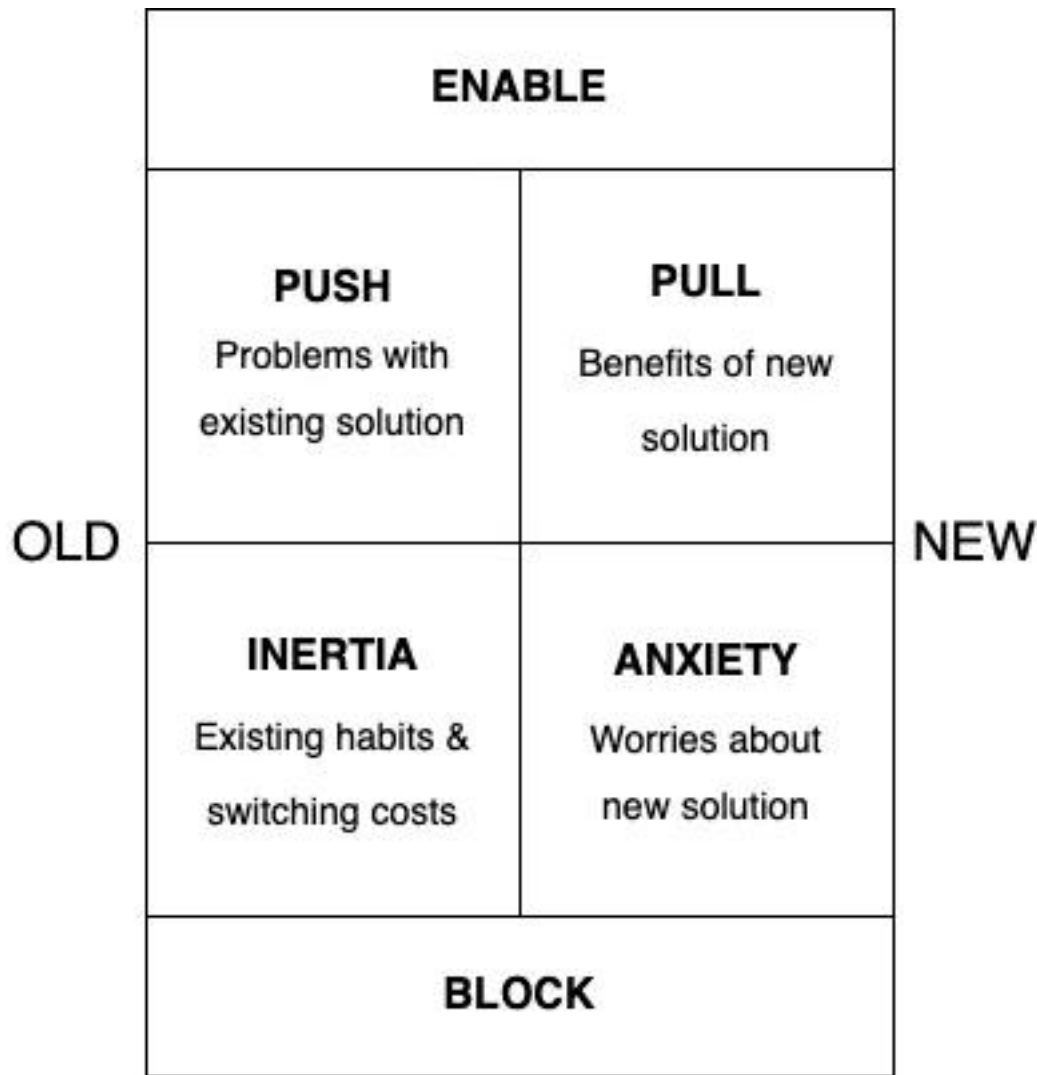 ENABLE
PUSH
Problems with
existing solution
PULL
Benefits of new
solution
OLD
NEW
INERTIA
Existing habits &
switching costs
ANXIETY
Worries about
new solution
BLOCK